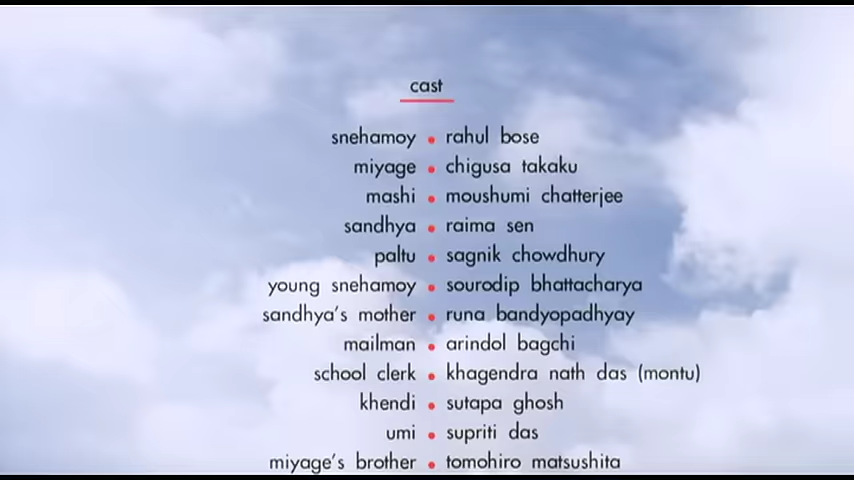 cast
snehamoy • rahul bose
miyage • chigusa takaku
mashi • moushumi chatterjee
sandhya • raima sen
paltu • sagnik chowdhury
young snehamoy • sourodip bhattacharya
sandhya's mother • runa bandyopadhyay
mailman • arindol bagchi
school clerk • khagendra nath das (montu)
khendi • sutapa ghosh
umi • supriti das
miyage's brother • tomohiro matsushita